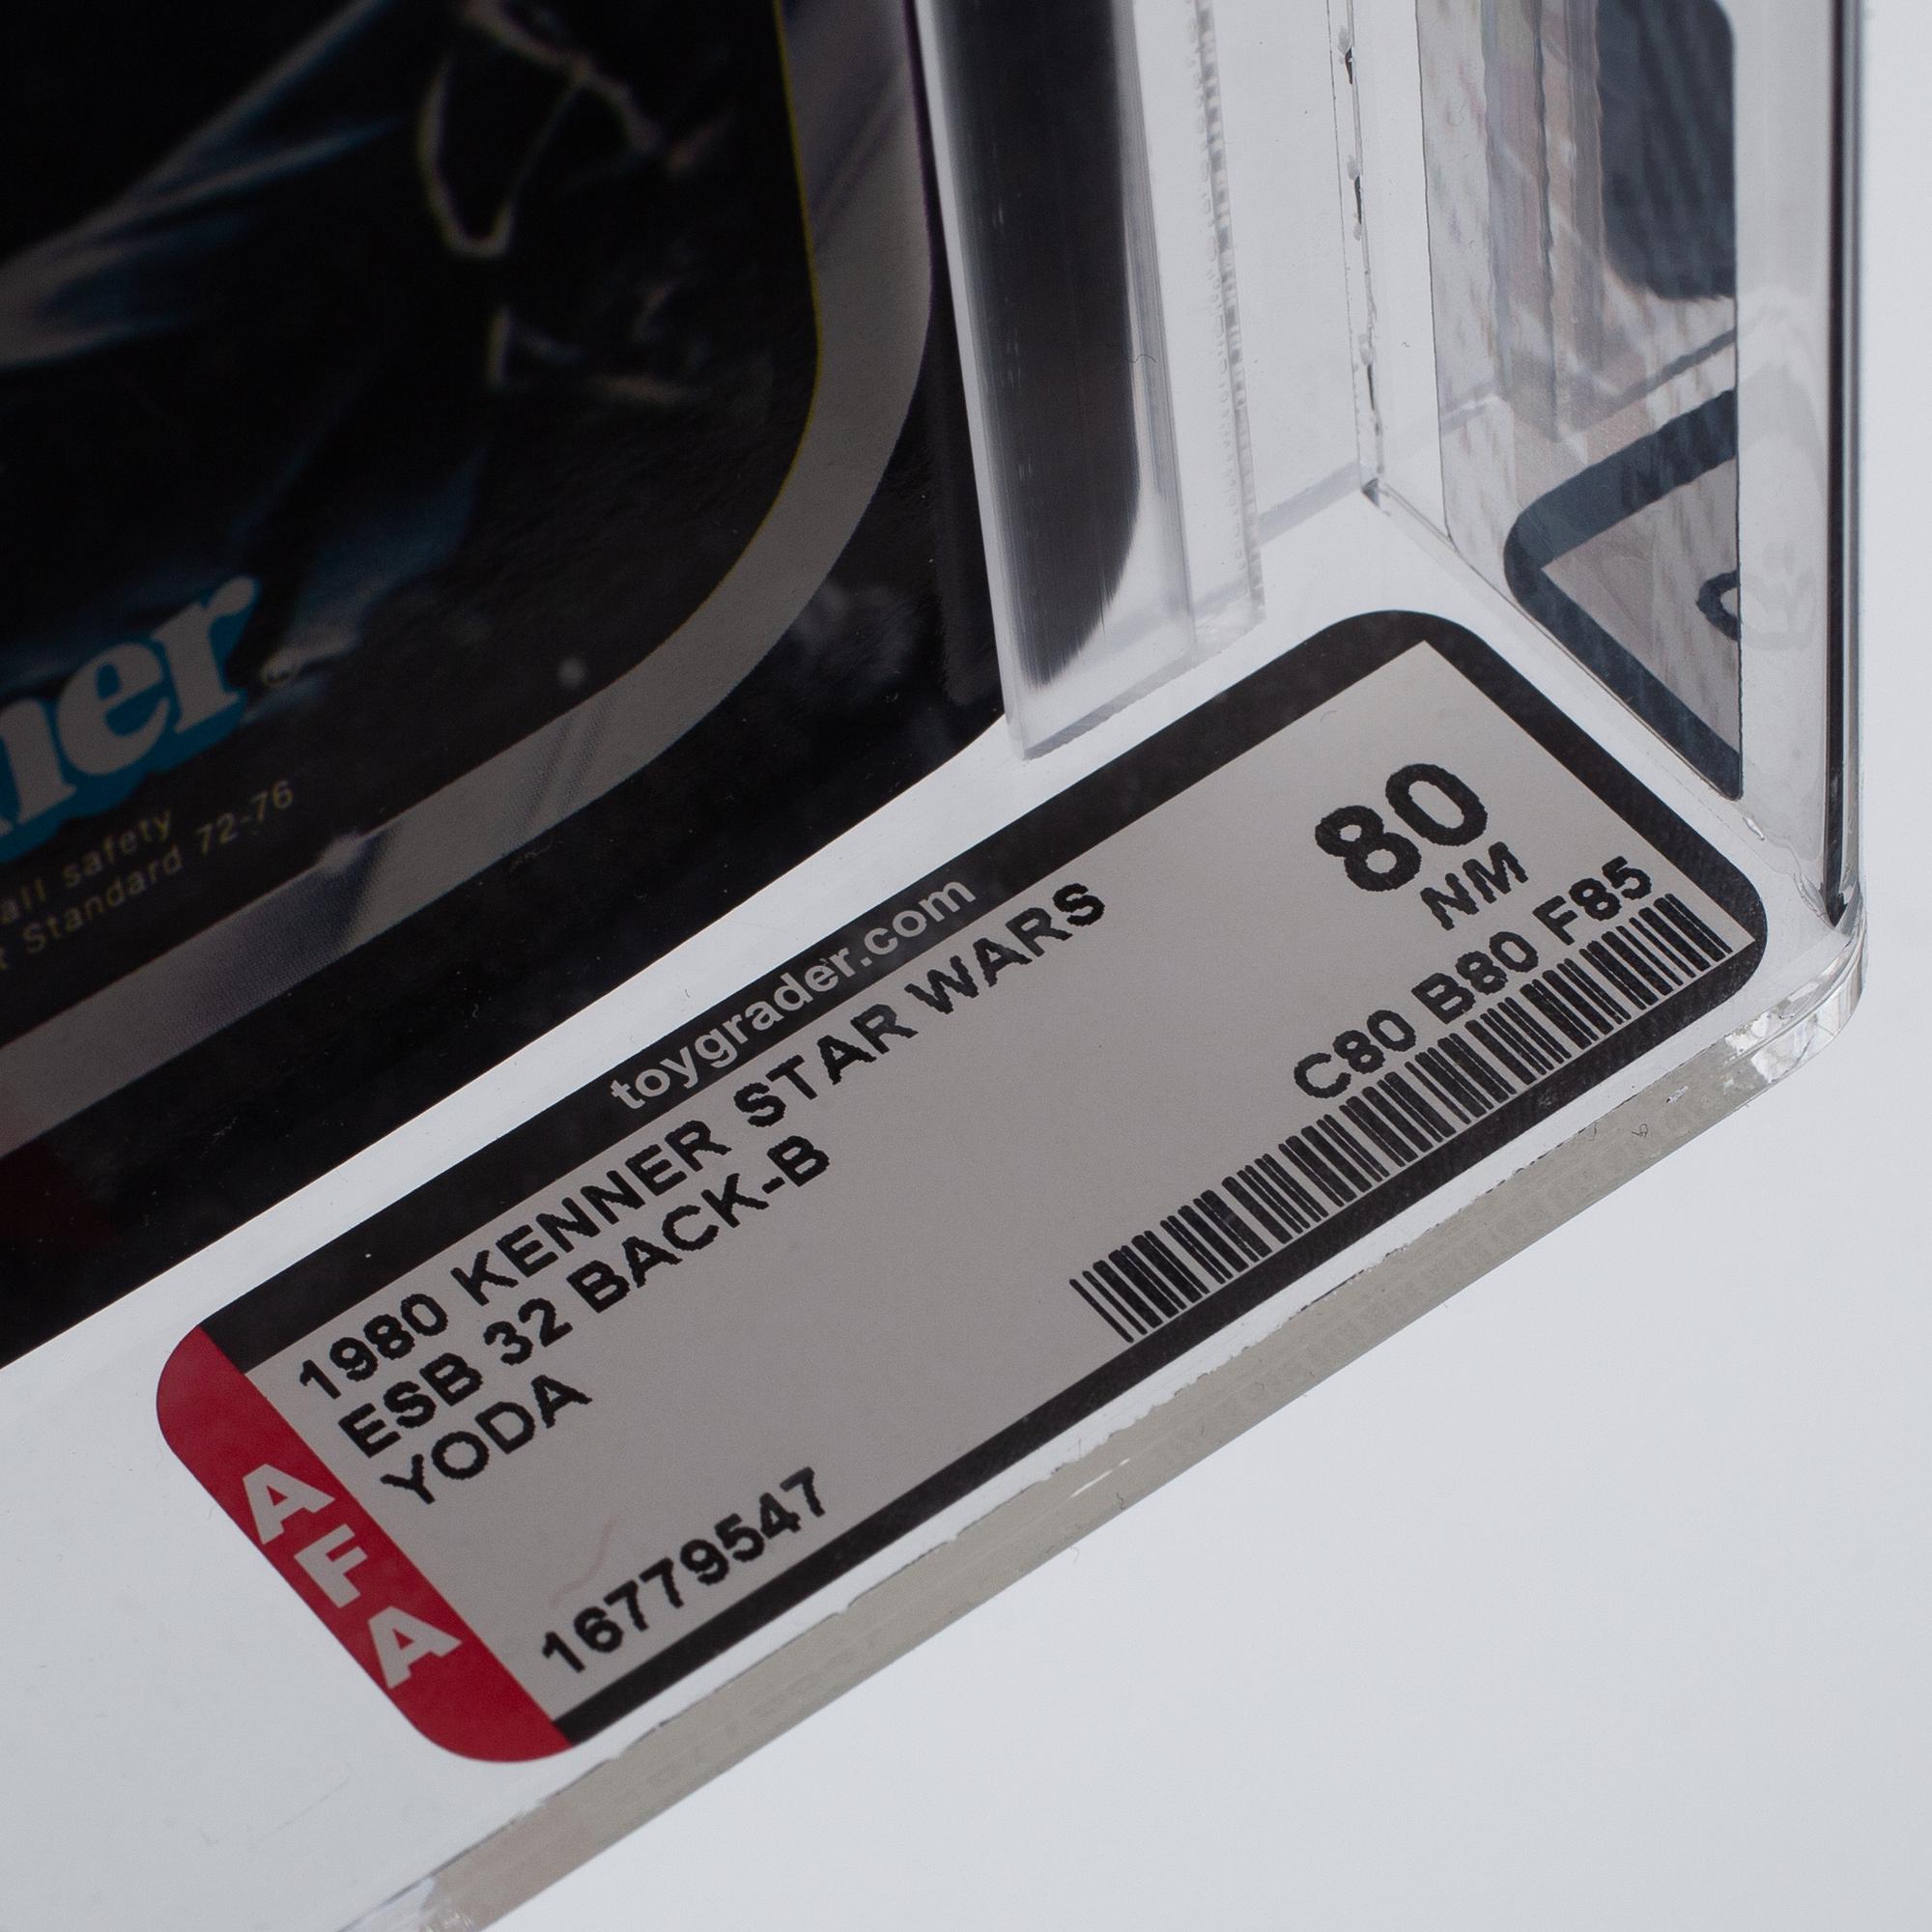 ner
all safety
Standard 72-76
toygrader.com
1980 KENNER STAR WARS
ESB 32 BACK-B
YODA
16779547
80
NM
C80 B80 F85
AFA